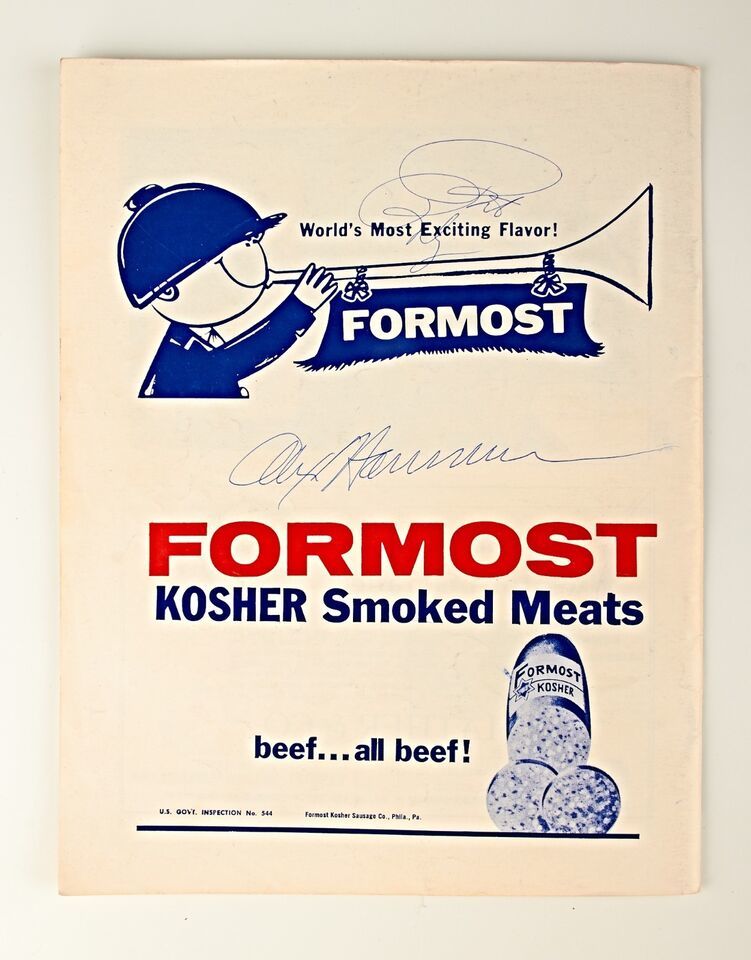 World's Most Exciting Flavor!
FORMOST
FORMOST
KOSHER Smoked Meats
FORMOST
KOSHER
beef...all beef!
U.S. GOVT. INSPECTION No. 544
Formost Kosher Sausage Co., Phila., Pa.